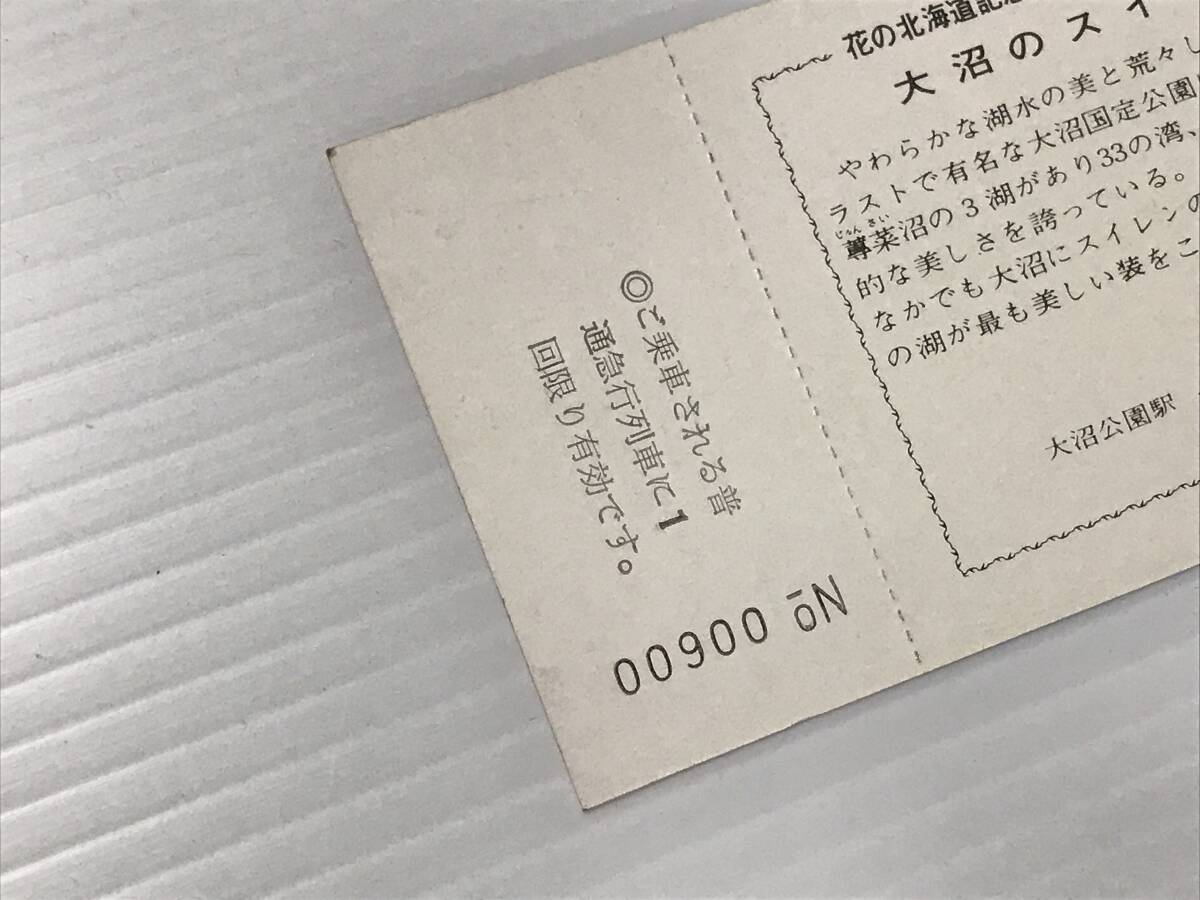 花の北海道記念
大沼のスイ
やわらかな湖水の美と荒々し
ラストで有名な大沼国定公園
じゅんさい
蓴菜沼の3湖があり33の湾、
的な美しさを誇っている。
なかでも大沼にスイレンの
の湖が最も美しい装をこ
大沼公園駅
◎ご乗車される普
通急行列車に1
回限り有効です。
No 00600